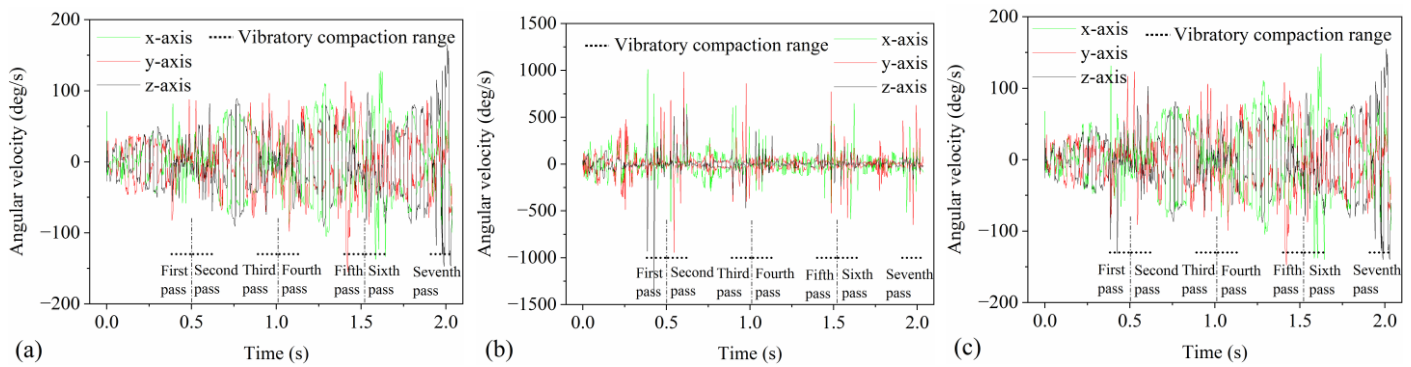 200
100
0
−100
−200
Angular velocity (deg/s)
x-axis
y-axis
z-axis
Vibratory compaction range
First pass
Second pass
Third pass
Fourth pass
Fifth pass
Sixth pass
Seventh pass
0.0 0.5 1.0 1.5 2.0
Time (s)
(a)
1500
1000
500
0
−500
−1000
−1500
Angular velocity (deg/s)
Vibratory compaction range
x-axis
y-axis
z-axis
First pass
Second pass
Third pass
Fourth pass
Fifth pass
Sixth pass
Seventh pass
0.0 0.5 1.0 1.5 2.0
Time (s)
(b)
200
100
0
−100
−200
Angular velocity (deg/s)
x-axis
y-axis
z-axis
Vibratory compaction range
First pass
Second pass
Third pass
Fourth pass
Fifth pass
Sixth pass
Seventh pass
0.0 0.5 1.0 1.5 2.0
Time (s)
(c)